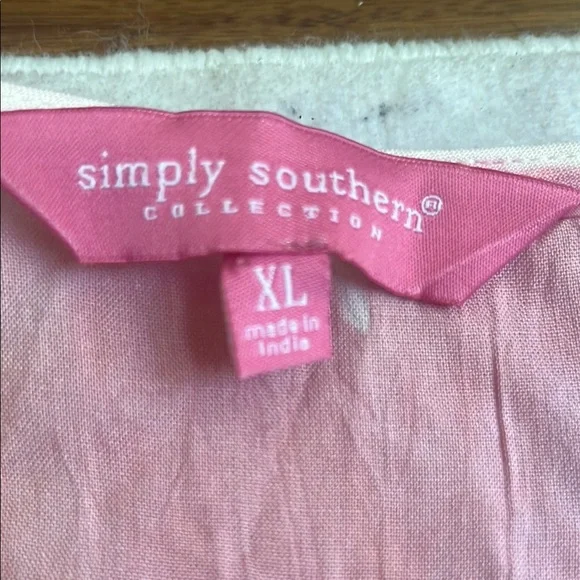 simply southern®
COLLECTION
XL
made in
India